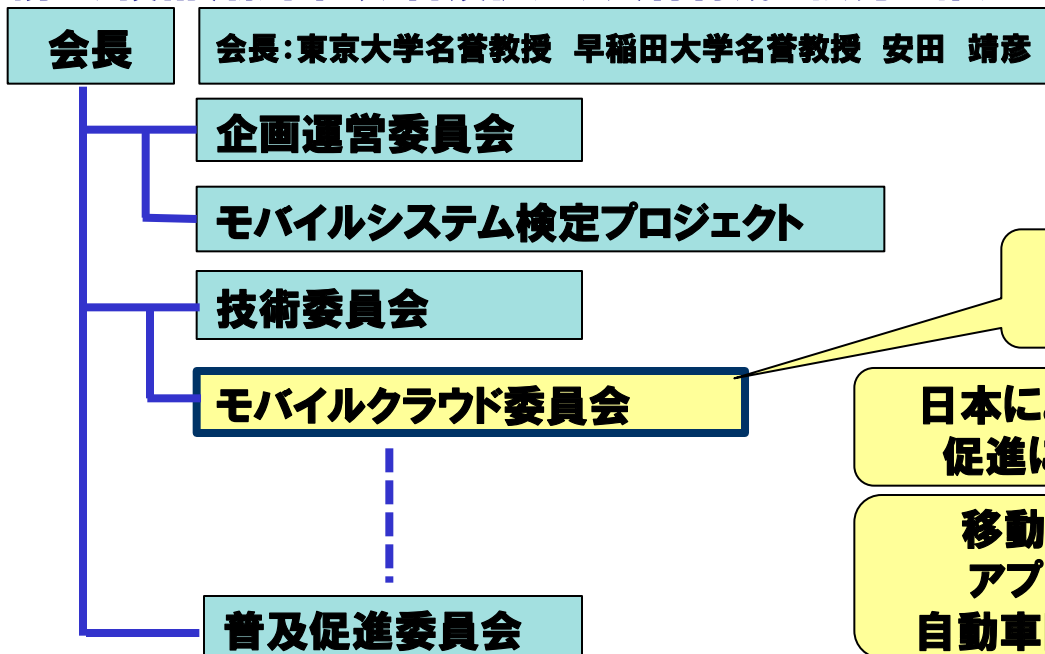 会長
会長：東京大学名誉教授 早稲田大学名誉教授 安田 靖彦
企画運営委員会
モバイルシステム検定プロジェクト
技術委員会
モバイルクラウド委員会
日本に
促進に
移動
アプ
自動車
普及促進委員会